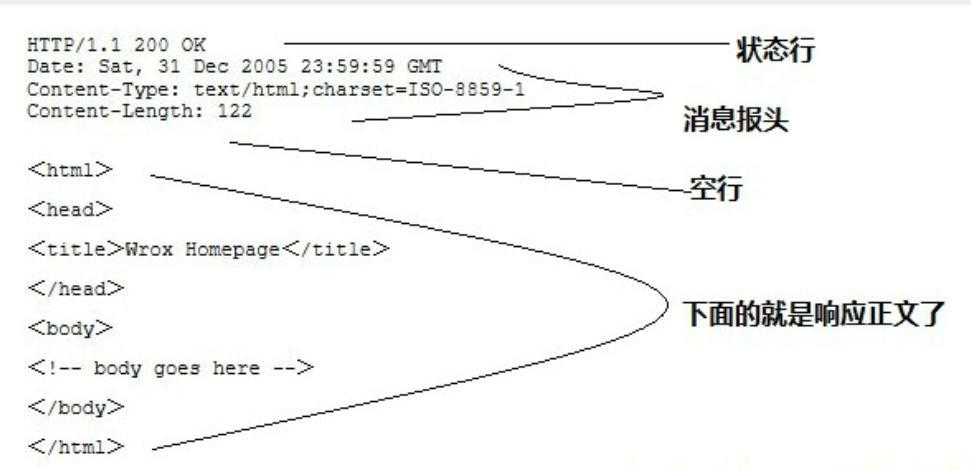 HTTP/1.1 200 OK
状态行
Date: Sat, 31 Dec 2005 23:59:59 GMT
Content-Type: text/html;charset=ISO-8859-1
Content-Length: 122
消息报头
空行
<html>
<head>
<title>Wrox Homepage</title>
</head>
下面的就是响应正文了
<body>
<!-- body goes here -->
</body>
</html>